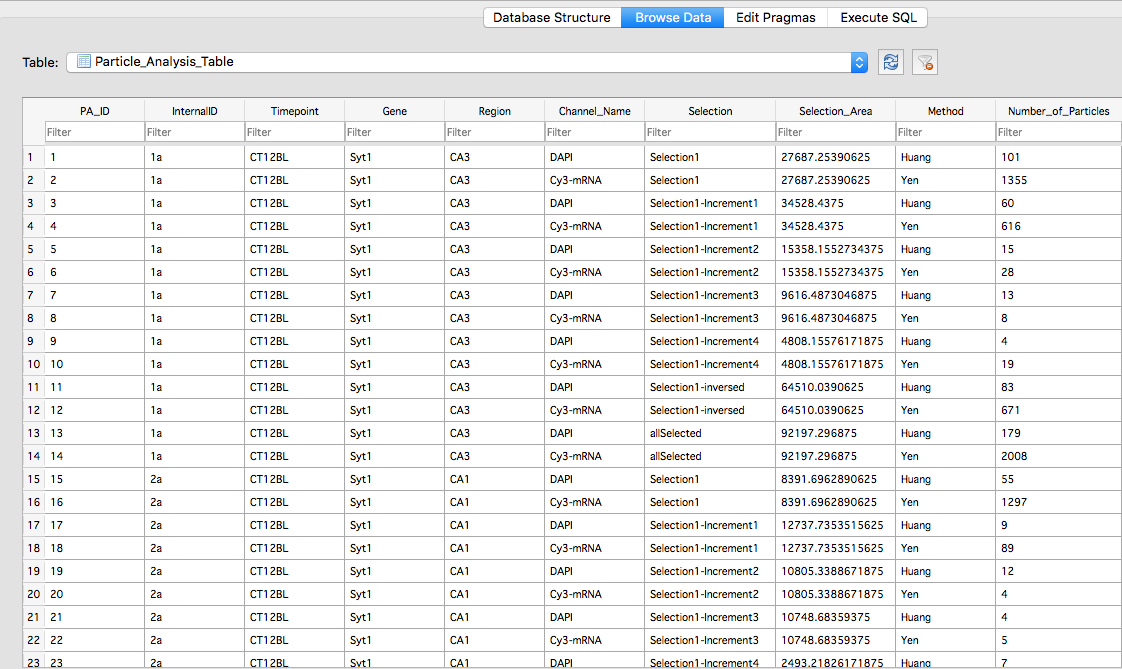 Database Structure Browse Data Edit Pragmas Execute SQL
Table: Particle_Analysis_Table
PA_ID InternalID Timepoint Gene Region Channel_Name Selection Selection_Area Method Number_of_Particles
Filter Filter Filter Filter Filter Filter Filter Filter Filter Filter
1 1 1a CT12BL Syt1 CA3 DAPI Selection1 27687.25390625 Huang 101
2 2 1a CT12BL Syt1 CA3 Cy3-mRNA Selection1 27687.25390625 Yen 1355
3 3 1a CT12BL Syt1 CA3 DAPI Selection1-Increment1 34528.4375 Huang 60
4 4 1a CT12BL Syt1 CA3 Cy3-mRNA Selection1-Increment1 34528.4375 Yen 616
5 5 1a CT12BL Syt1 CA3 DAPI Selection1-Increment2 15358.1552734375 Huang 15
6 6 1a CT12BL Syt1 CA3 Cy3-mRNA Selection1-Increment2 15358.1552734375 Yen 28
7 7 1a CT12BL Syt1 CA3 DAPI Selection1-Increment3 9616.4873046875 Huang 13
8 8 1a CT12BL Syt1 CA3 Cy3-mRNA Selection1-Increment3 9616.4873046875 Yen 8
9 9 1a CT12BL Syt1 CA3 DAPI Selection1-Increment4 4808.15576171875 Huang 4
10 10 1a CT12BL Syt1 CA3 Cy3-mRNA Selection1-Increment4 4808.15576171875 Yen 19
11 11 1a CT12BL Syt1 CA3 DAPI Selection1-inversed 64510.0390625 Huang 83
12 12 1a CT12BL Syt1 CA3 Cy3-mRNA Selection1-inversed 64510.0390625 Yen 671
13 13 1a CT12BL Syt1 CA3 DAPI allSelected 92197.296875 Huang 179
14 14 1a CT12BL Syt1 CA3 Cy3-mRNA allSelected 92197.296875 Yen 2008
15 15 2a CT12BL Syt1 CA1 DAPI Selection1 8391.6962890625 Huang 55
16 16 2a CT12BL Syt1 CA1 Cy3-mRNA Selection1 8391.6962890625 Yen 1297
17 17 2a CT12BL Syt1 CA1 DAPI Selection1-Increment1 12737.7353515625 Huang 9
18 18 2a CT12BL Syt1 CA1 Cy3-mRNA Selection1-Increment1 12737.7353515625 Yen 89
19 19 2a CT12BL Syt1 CA1 DAPI Selection1-Increment2 10805.3388671875 Huang 12
20 20 2a CT12BL Syt1 CA1 Cy3-mRNA Selection1-Increment2 10805.3388671875 Yen 4
21 21 2a CT12BL Syt1 CA1 DAPI Selection1-Increment3 10748.68359375 Huang 4
22 22 2a CT12BL Syt1 CA1 Cy3-mRNA Selection1-Increment3 10748.68359375 Yen 5
23 23 2a CT12BL Syt1 CA1 DAPI Selection1-Increment4 2493.21826171875 Huang 7